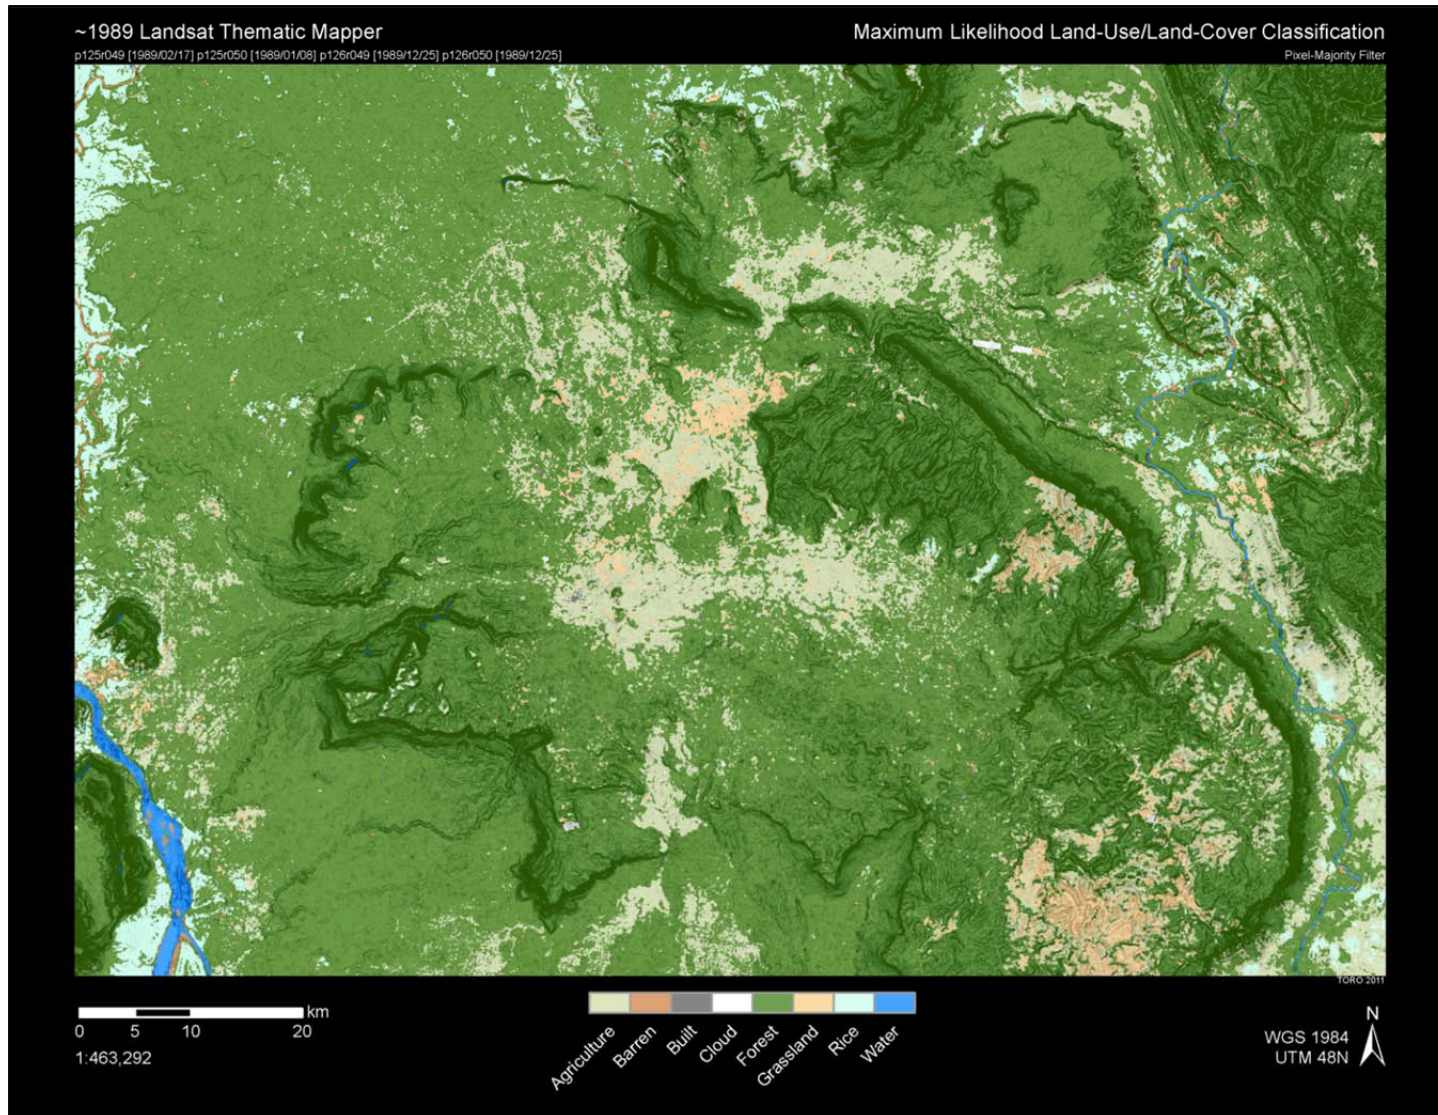 ~1989 Landsat Thematic Mapper
Maximum Likelihood Land-Use/Land-Cover Classification
p125r049 [1989/02/17] p125r050 [1989/01/08] p126r049 [1989/12/25] p126r050 [1989/12/25]
Pixel-Majority Filter
TORO 2011
km
0 5 10 20
1:463,292
Agriculture
Barren
Built
Cloud
Forest
Grassland
Rice
Water
N
WGS 1984
UTM 48N